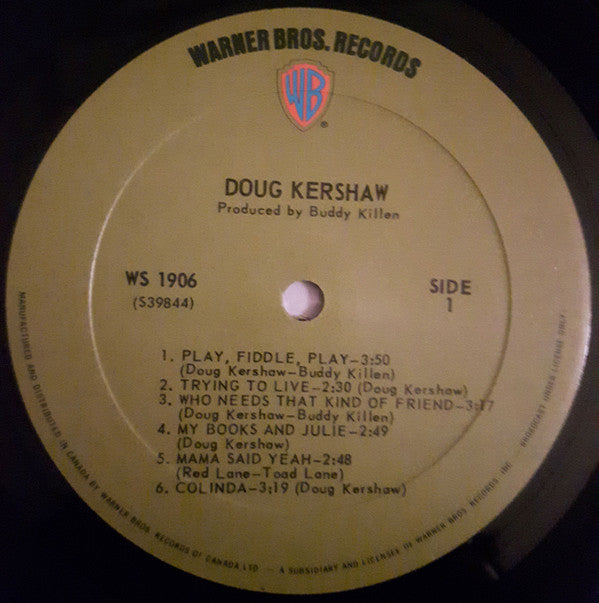 WARNER BROS. RECORDS
WB
®
DOUG KERSHAW
Produced by Buddy Killen
WS 1906
(S39844)
SIDE
1
1. PLAY, FIDDLE, PLAY–3:50
(Doug Kershaw–Buddy Killen)
2. TRYING TO LIVE–2:30 (Doug Kershaw)
3. WHO NEEDS THAT KIND OF FRIEND–3:17
(Doug Kershaw–Buddy Killen)
4. MY BOOKS AND JULIE–2:49
(Doug Kershaw)
5. MAMA SAID YEAH–2:48
(Red Lane–Toad Lane)
6. COLINDA–3:19 (Doug Kershaw)
MANUFACTURED AND DISTRIBUTED IN CANADA BY WARNER BROS. RECORDS OF CANADA LTD — A SUBSIDIARY AND LICENSEE OF WARNER BROS. RECORDS, INC. BROADCAST UNDER LICENSE ONLY